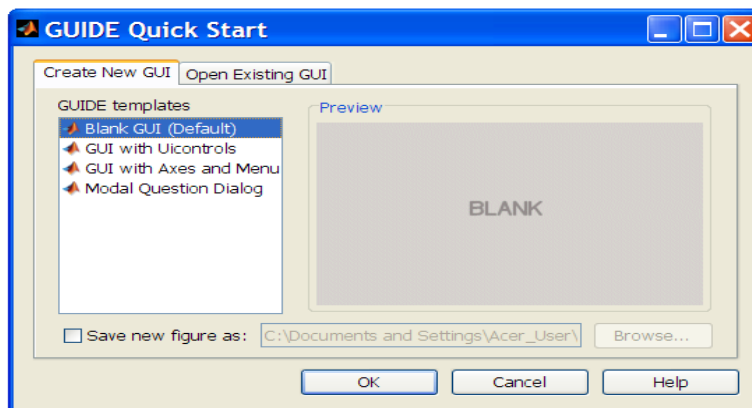 GUIDE Quick Start
Create New GUI
Open Existing GUI
GUIDE templates
Blank GUI (Default)
GUI with Uicontrols
GUI with Axes and Menu
Modal Question Dialog
Preview
BLANK
Save new figure as: C:\Documents and Settings\Acer_User\ Browse...
OK Cancel Help